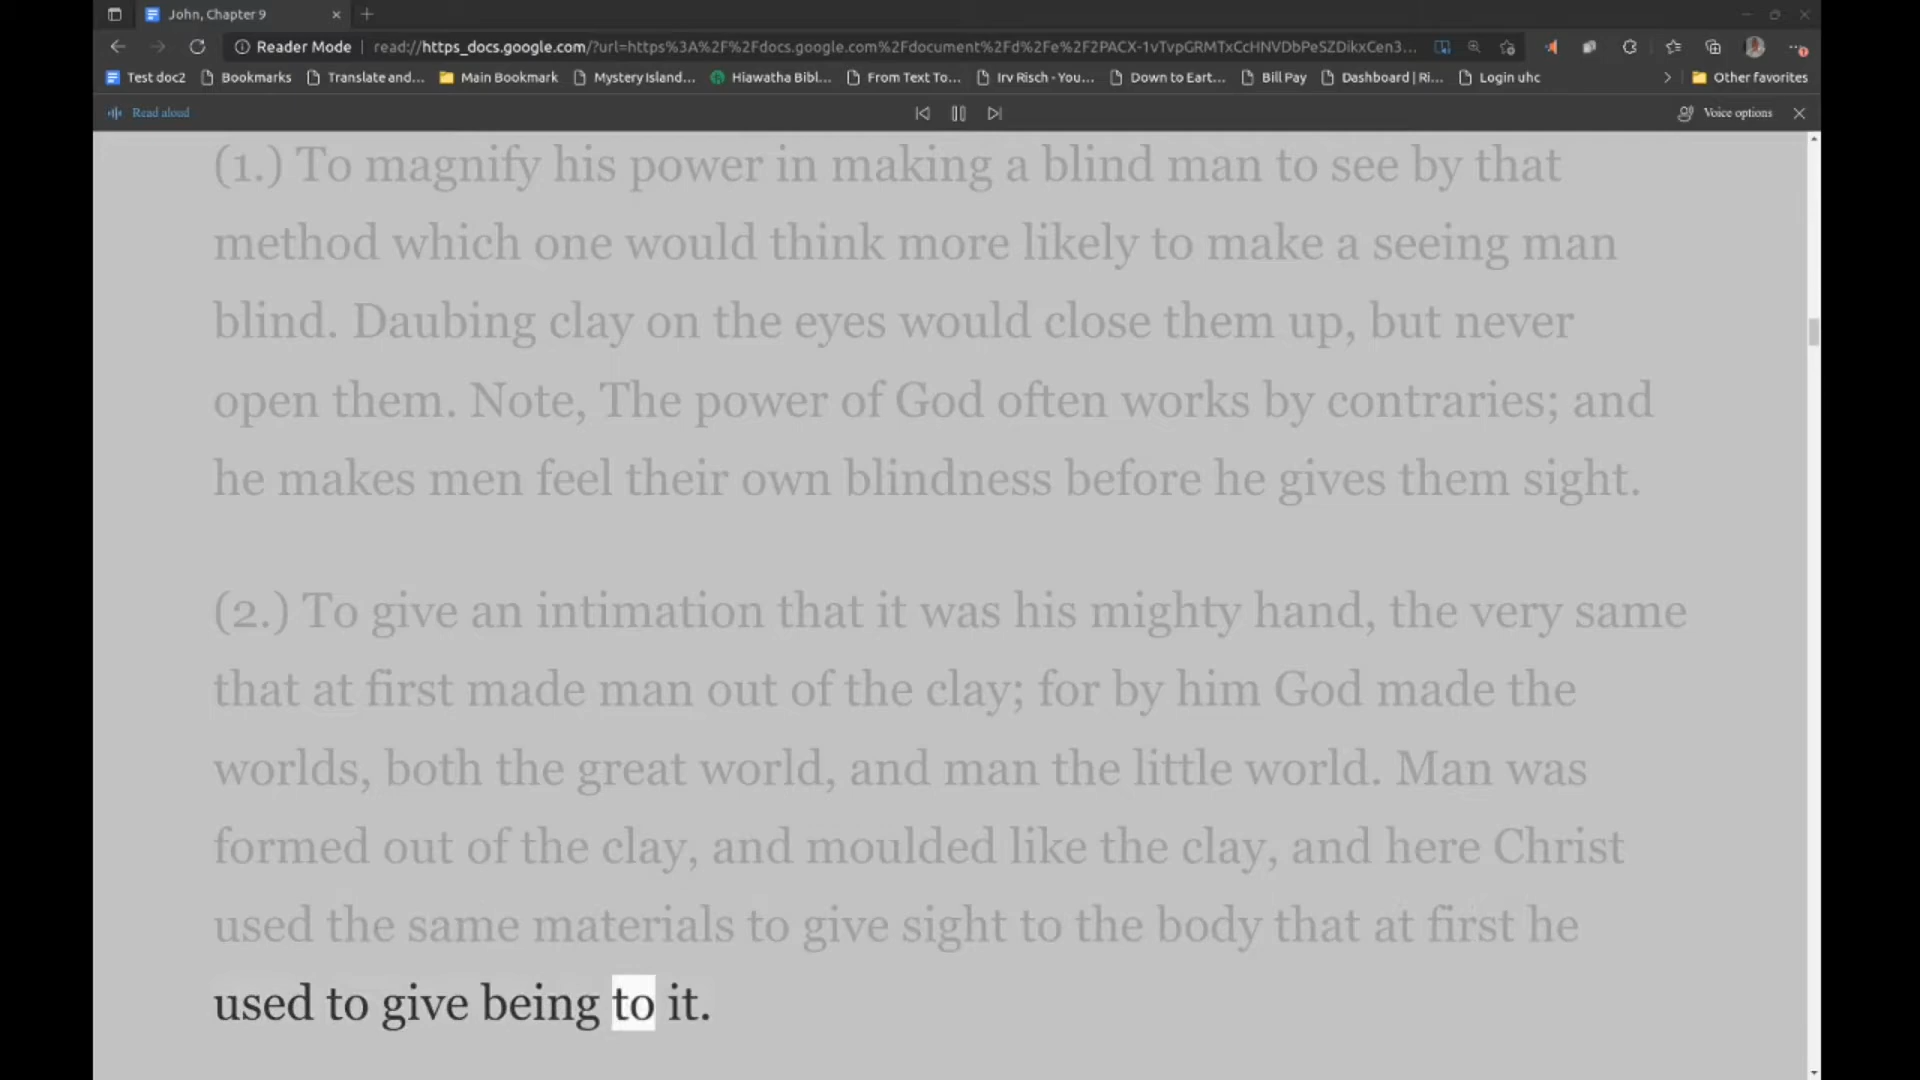 John, Chapter 9
Reader Mode read://https_docs.google.com/?url=https%3A%2F%2Fdocs.google.com%2Fdocument%2Fd%2Fe%2F2PACX-1vTvpGRMTxCcHNVDbPeSZDikxCen3...
Test doc2 Bookmarks Translate and... Main Bookmark Mystery Island... Hiawatha Bibl... From Text To... Irv Risch - You... Down to Eart... Bill Pay Dashboard | Ri... Login uhc Other favorites
Read aloud Voice options
(1.) To magnify his power in making a blind man to see by that
method which one would think more likely to make a seeing man
blind. Daubing clay on the eyes would close them up, but never
open them. Note, The power of God often works by contraries; and
he makes men feel their own blindness before he gives them sight.
(2.) To give an intimation that it was his mighty hand, the very same
that at first made man out of the clay; for by him God made the
worlds, both the great world, and man the little world. Man was
formed out of the clay, and moulded like the clay, and here Christ
used the same materials to give sight to the body that at first he
used to give being to it.